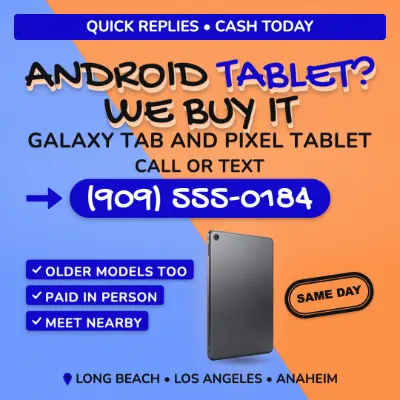 QUICK REPLIES • CASH TODAY
ANDROID TABLET?
WE BUY IT
GALAXY TAB AND PIXEL TABLET
CALL OR TEXT
(909) 555-0184
OLDER MODELS TOO
PAID IN PERSON
MEET NEARBY
SAME DAY
LONG BEACH • LOS ANGELES • ANAHEIM